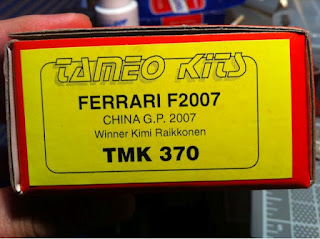 TAMEO KITS
FERRARI F2007
CHINA G.P. 2007
Winner Kimi Raikkonen
TMK 370